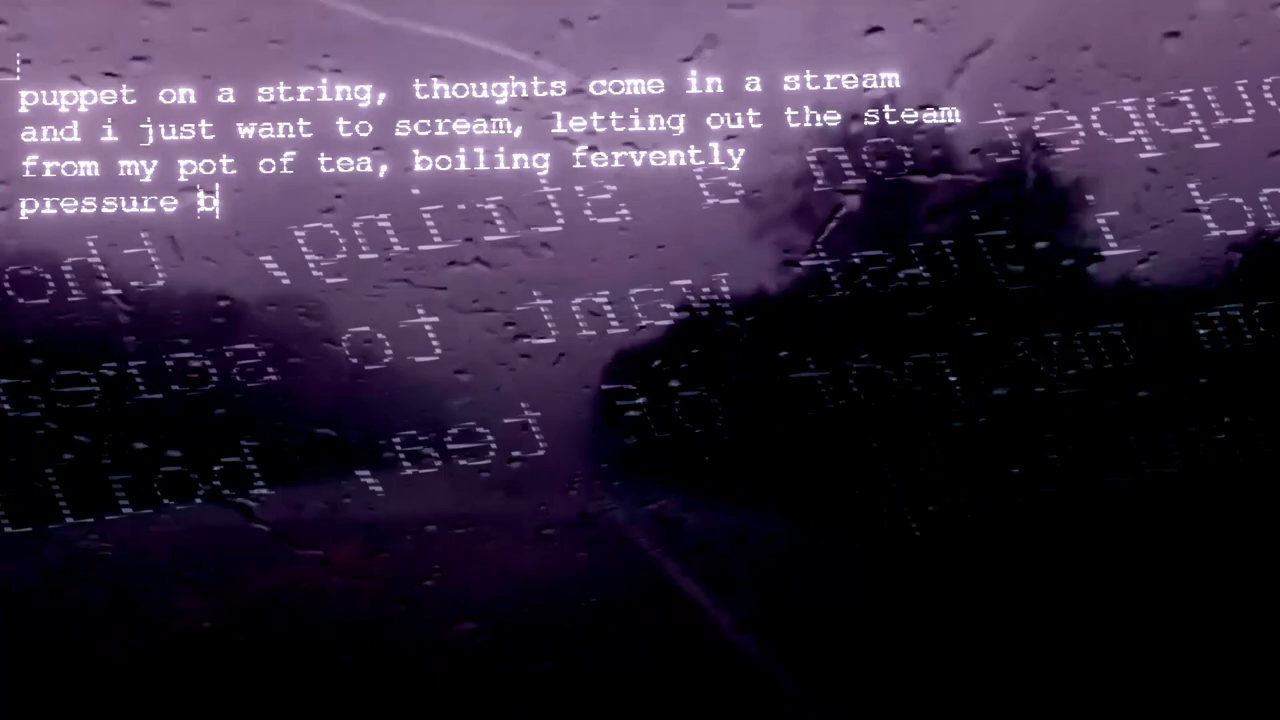 puppet on a string, thoughts come in a stream
and i just want to scream, letting out the steam
from my pot of tea, boiling fervently
pressure b